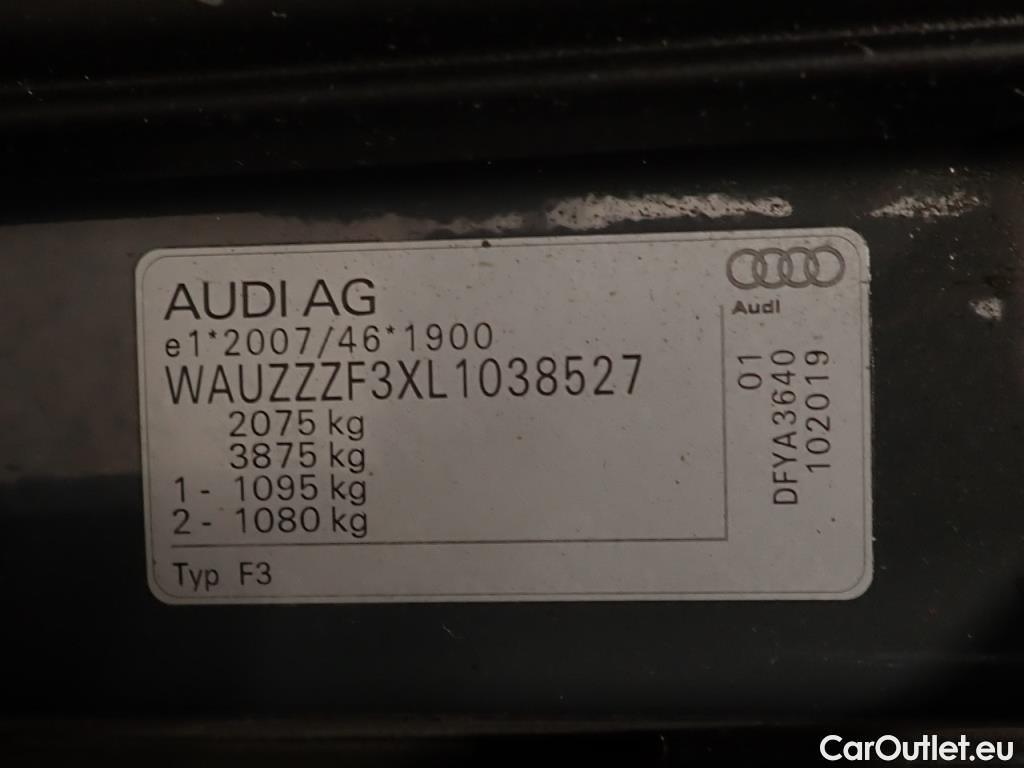 AUDI AG
e1*2007/46*1900
WAUZZZF3XL1038527
2075 kg
3875 kg
1 - 1095 kg
2 - 1080 kg
Typ F3
Audi
01
DFYA3640
102019
CarOutlet.eu